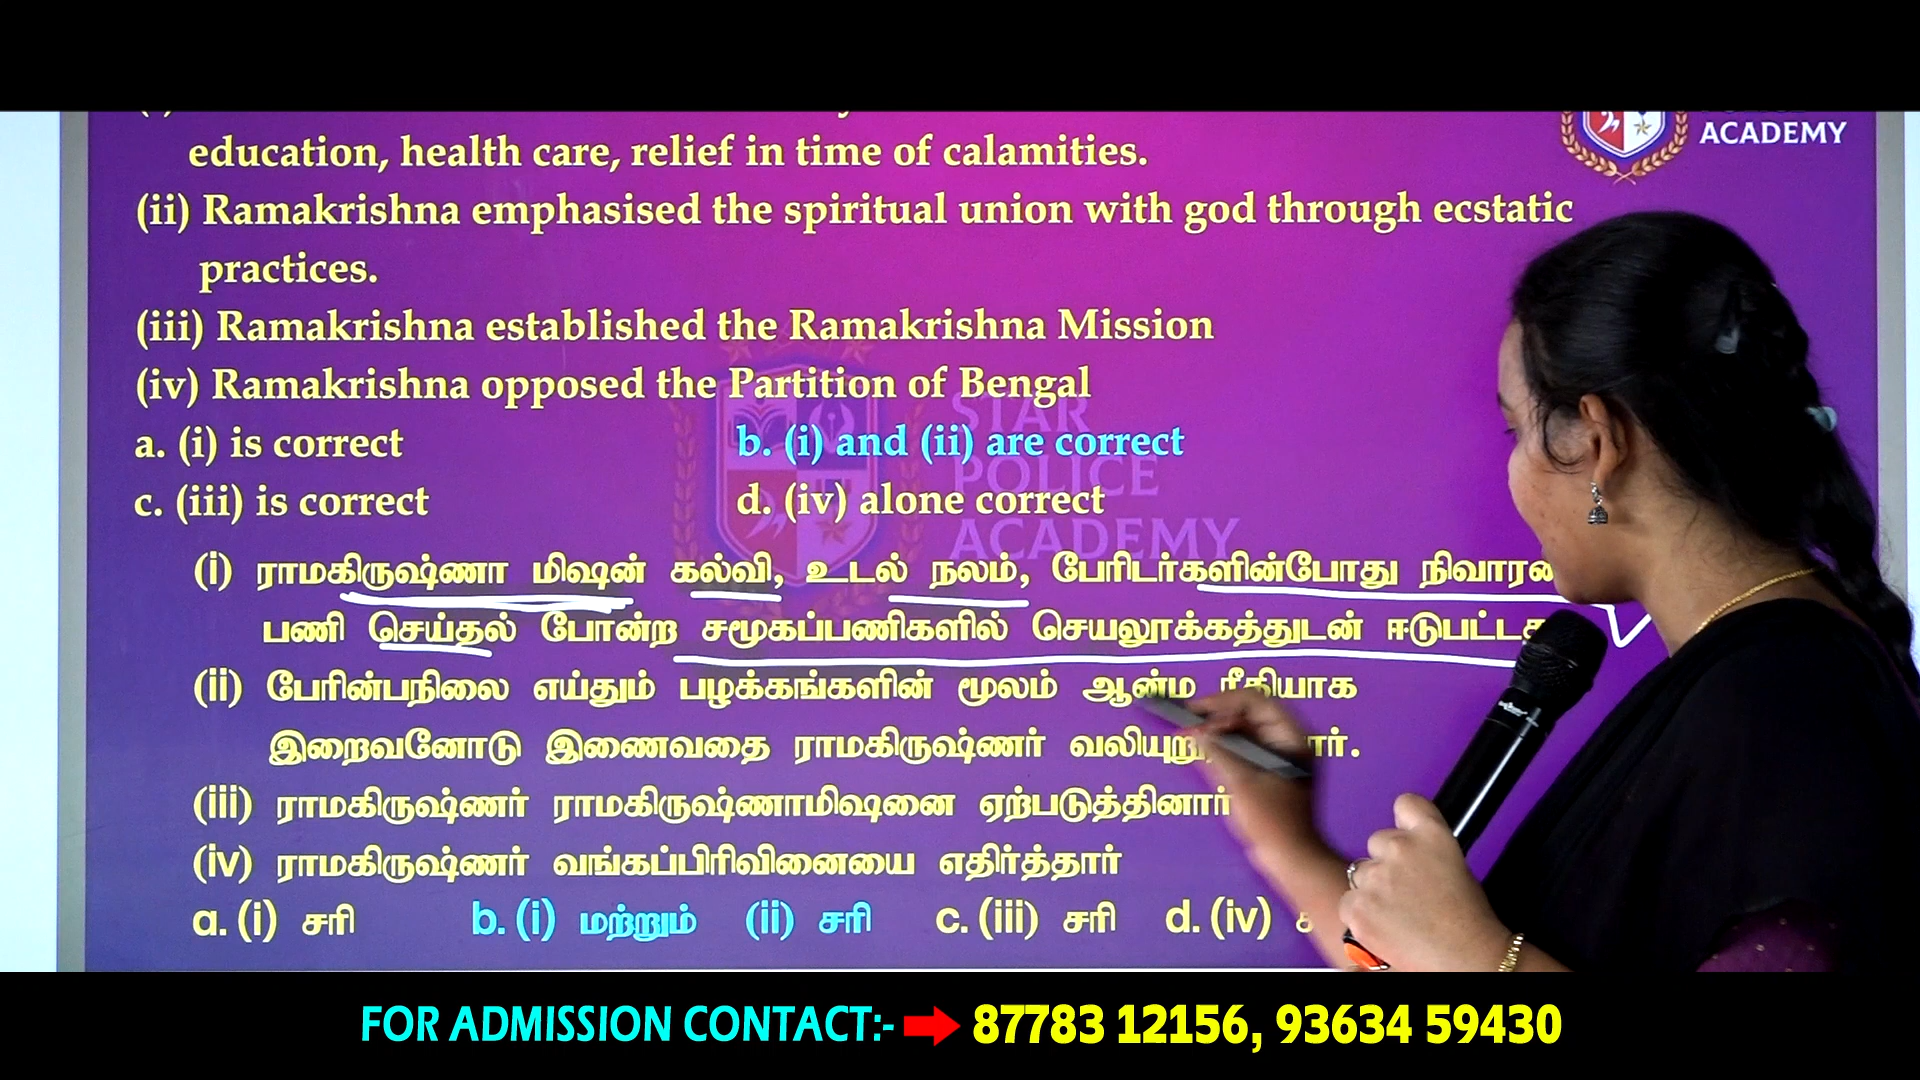 ACADEMY
education, health care, relief in time of calamities.
(ii) Ramakrishna emphasised the spiritual union with god through ecstatic
practices.
(iii) Ramakrishna established the Ramakrishna Mission
(iv) Ramakrishna opposed the Partition of Bengal
STAR
POLICE
ACADEMY
a. (i) is correct b. (i) and (ii) are correct
c. (iii) is correct d. (iv) alone correct
(i) ராமகிருஷ்ணா மிஷன் கல்வி, உடல் நலம், பேரிடர்களின்போது
பணி செய்தல் போன்ற சமூகப்பணிகளில் செயலூக்கத்துடன்
(ii) பேரின்பநிலை எய்தும் பழக்கங்களின் மூலம் ஆன்ம ரீதியாக
இறைவனோடு இணைவதை ராமகிருஷ்ணர்
(iii) ராமகிருஷ்ணர் ராமகிருஷ்ணாமிஷனை ஏற்படுத்தினார்
(iv) ராமகிருஷ்ணர் வங்கப்பிரிவினையை எதிர்த்தார்
a. (i) சரி b. (i) மற்றும் (ii) சரி c. (iii) சரி d. (iv)
FOR ADMISSION CONTACT:- 87783 12156, 93634 59430